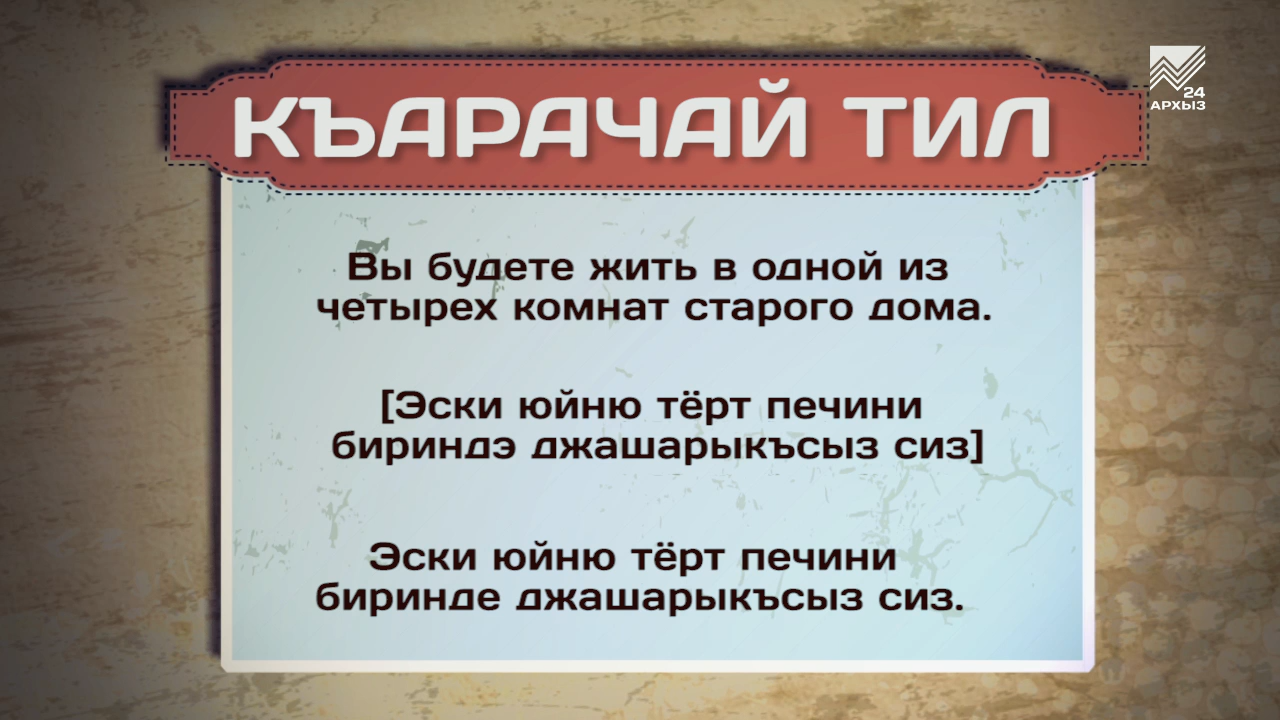 КЪАРАЧАЙ ТИЛ
24
АРХЫЗ
Вы будете жить в одной из
четырех комнат старого дома.
[Эски юйню тёрт печини
бириндэ джашарыкъсыз сиз]
Эски юйню тёрт печини
биринде джашарыкъсыз сиз.